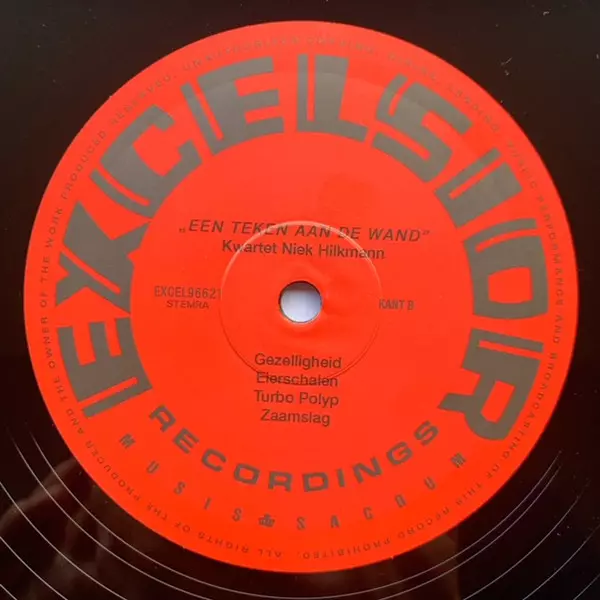 EXCELSIOR
RECORDINGS
MUSIS & SACRUM
„EEN TEKEN AAN DE WAND"
Kwartet Niek Hilkmann
EXCEL96621
STEMRA
KANT B
Gezelligheid
Eierschalen
Turbo Polyp
Zaamslag
ALL RIGHTS OF THE PRODUCER AND THE OWNER OF THE WORK PRODUCED RESERVED.
PERFORMANCE AND BROADCASTING OF THIS RECORD PROHIBITED.